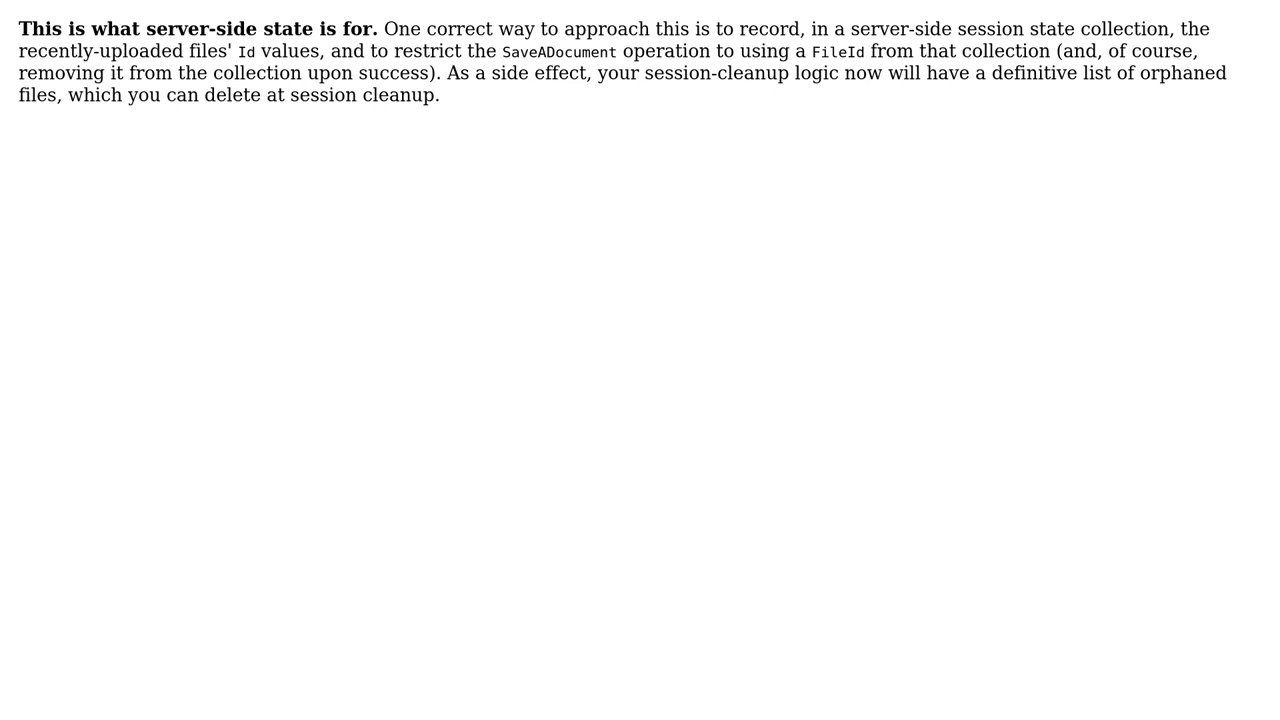 This is what server-side state is for. One correct way to approach this is to record, in a server-side session state collection, the
recently-uploaded files' Id values, and to restrict the SaveADocument operation to using a FileId from that collection (and, of course,
removing it from the collection upon success). As a side effect, your session-cleanup logic now will have a definitive list of orphaned
files, which you can delete at session cleanup.